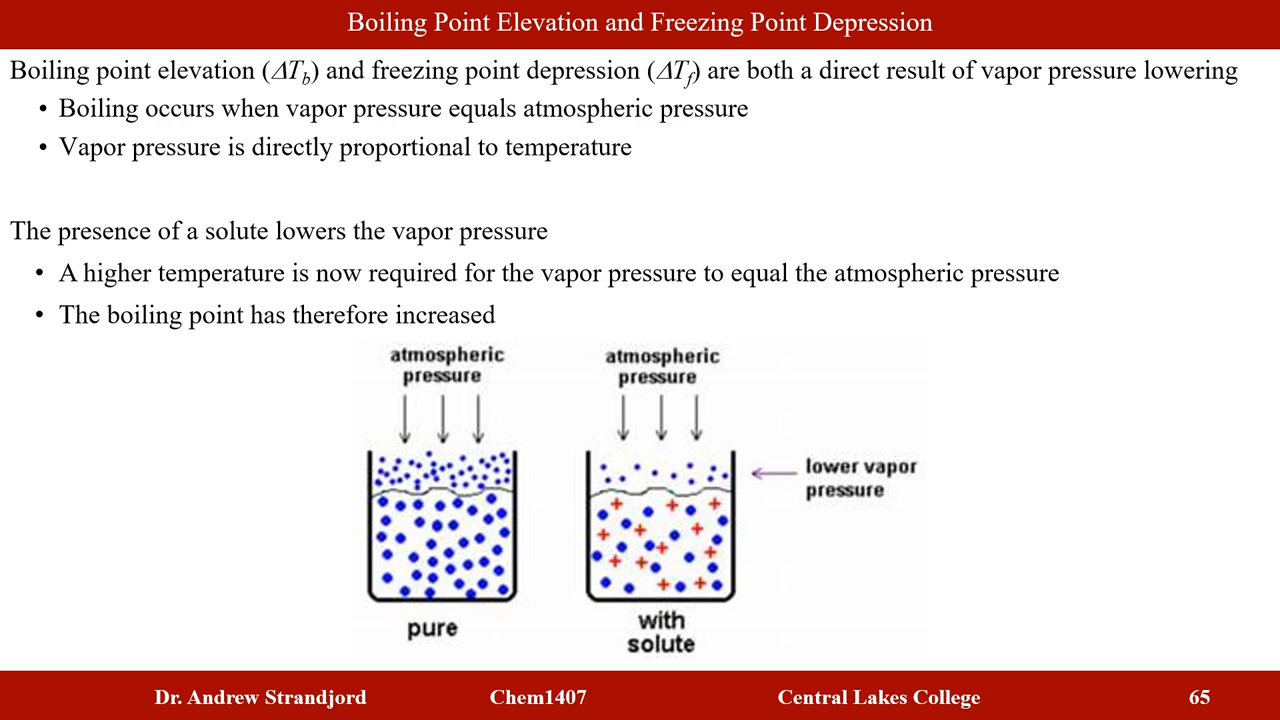 Boiling Point Elevation and Freezing Point Depression
Boiling point elevation (ΔTb) and freezing point depression (ΔTf) are both a direct result of vapor pressure lowering
• Boiling occurs when vapor pressure equals atmospheric pressure
• Vapor pressure is directly proportional to temperature
The presence of a solute lowers the vapor pressure
• A higher temperature is now required for the vapor pressure to equal the atmospheric pressure
• The boiling point has therefore increased
atmospheric
pressure
atmospheric
pressure
lower vapor
pressure
pure
with
solute
Dr. Andrew Strandjord Chem1407 Central Lakes College 65